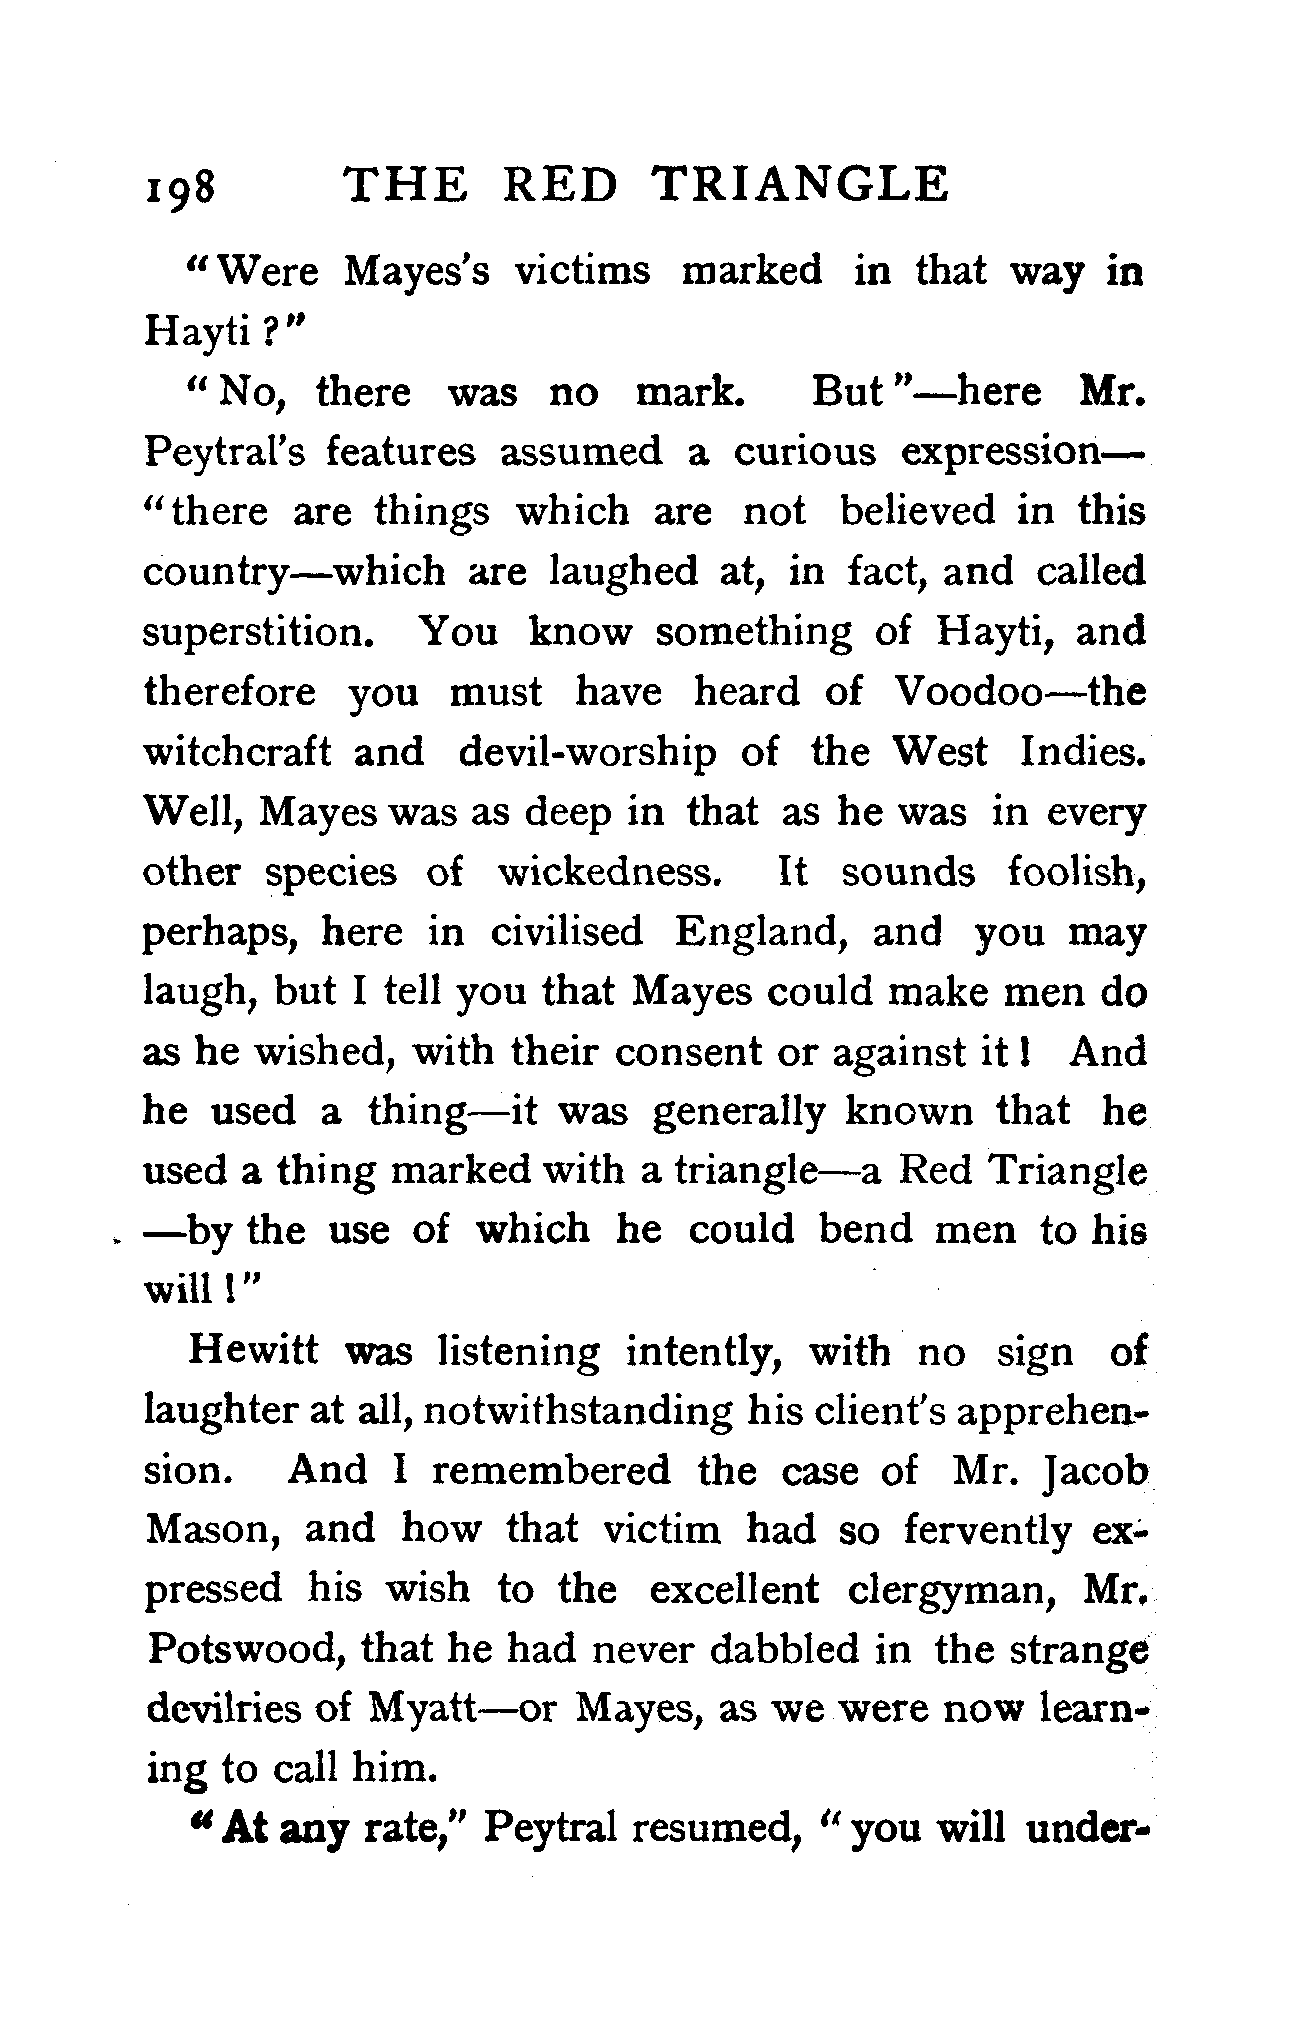 198 THE RED TRIANGLE
"Were Mayes's victims marked in that way in
Hayti?"
"No, there was no mark. But"—here Mr.
Peytral's features assumed a curious expression—
"there are things which are not believed in this
country—which are laughed at, in fact, and called
superstition. You know something of Hayti, and
therefore you must have heard of Voodoo—the
witchcraft and devil-worship of the West Indies.
Well, Mayes was as deep in that as he was in every
other species of wickedness. It sounds foolish,
perhaps, here in civilised England, and you may
laugh, but I tell you that Mayes could make men do
as he wished, with their consent or against it! And
he used a thing—it was generally known that he
used a thing marked with a triangle—a Red Triangle
—by the use of which he could bend men to his
will!"
Hewitt was listening intently, with no sign of
laughter at all, notwithstanding his client's apprehen-
sion. And I remembered the case of Mr. Jacob
Mason, and how that victim had so fervently ex-
pressed his wish to the excellent clergyman, Mr.
Potswood, that he had never dabbled in the strange
devilries of Myatt—or Mayes, as we were now learn-
ing to call him.
"At any rate," Peytral resumed, "you will under-